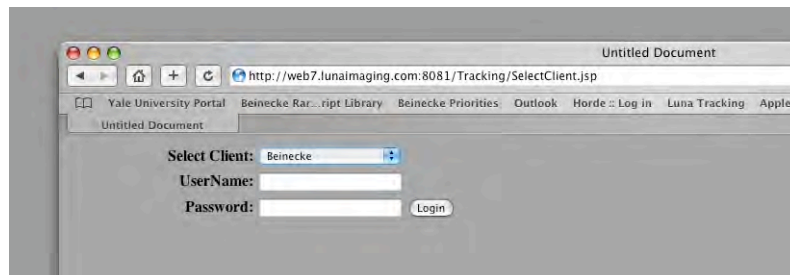 Untitled Document
http://web7.lunaimaging.com:8081/Tracking/SelectClient.jsp
Yale University Portal Beinecke Rar...ript Library Beinecke Priorities Outlook Horde :: Log in Luna Tracking Apple
Untitled Document
Select Client: Beinecke
UserName:
Password: Login